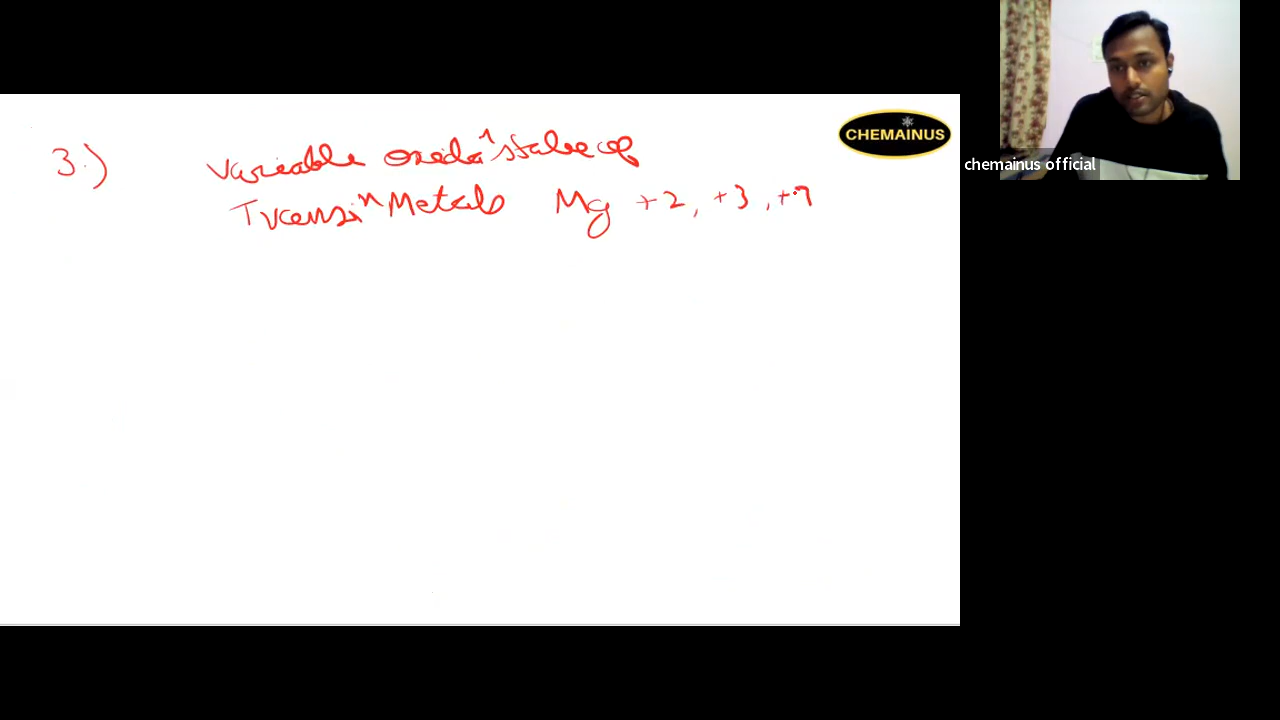 CHEMAINUS
3.) variable oxidaⁿ state of
Transiⁿ Metals Mg +2, +3, +7
chemainus official